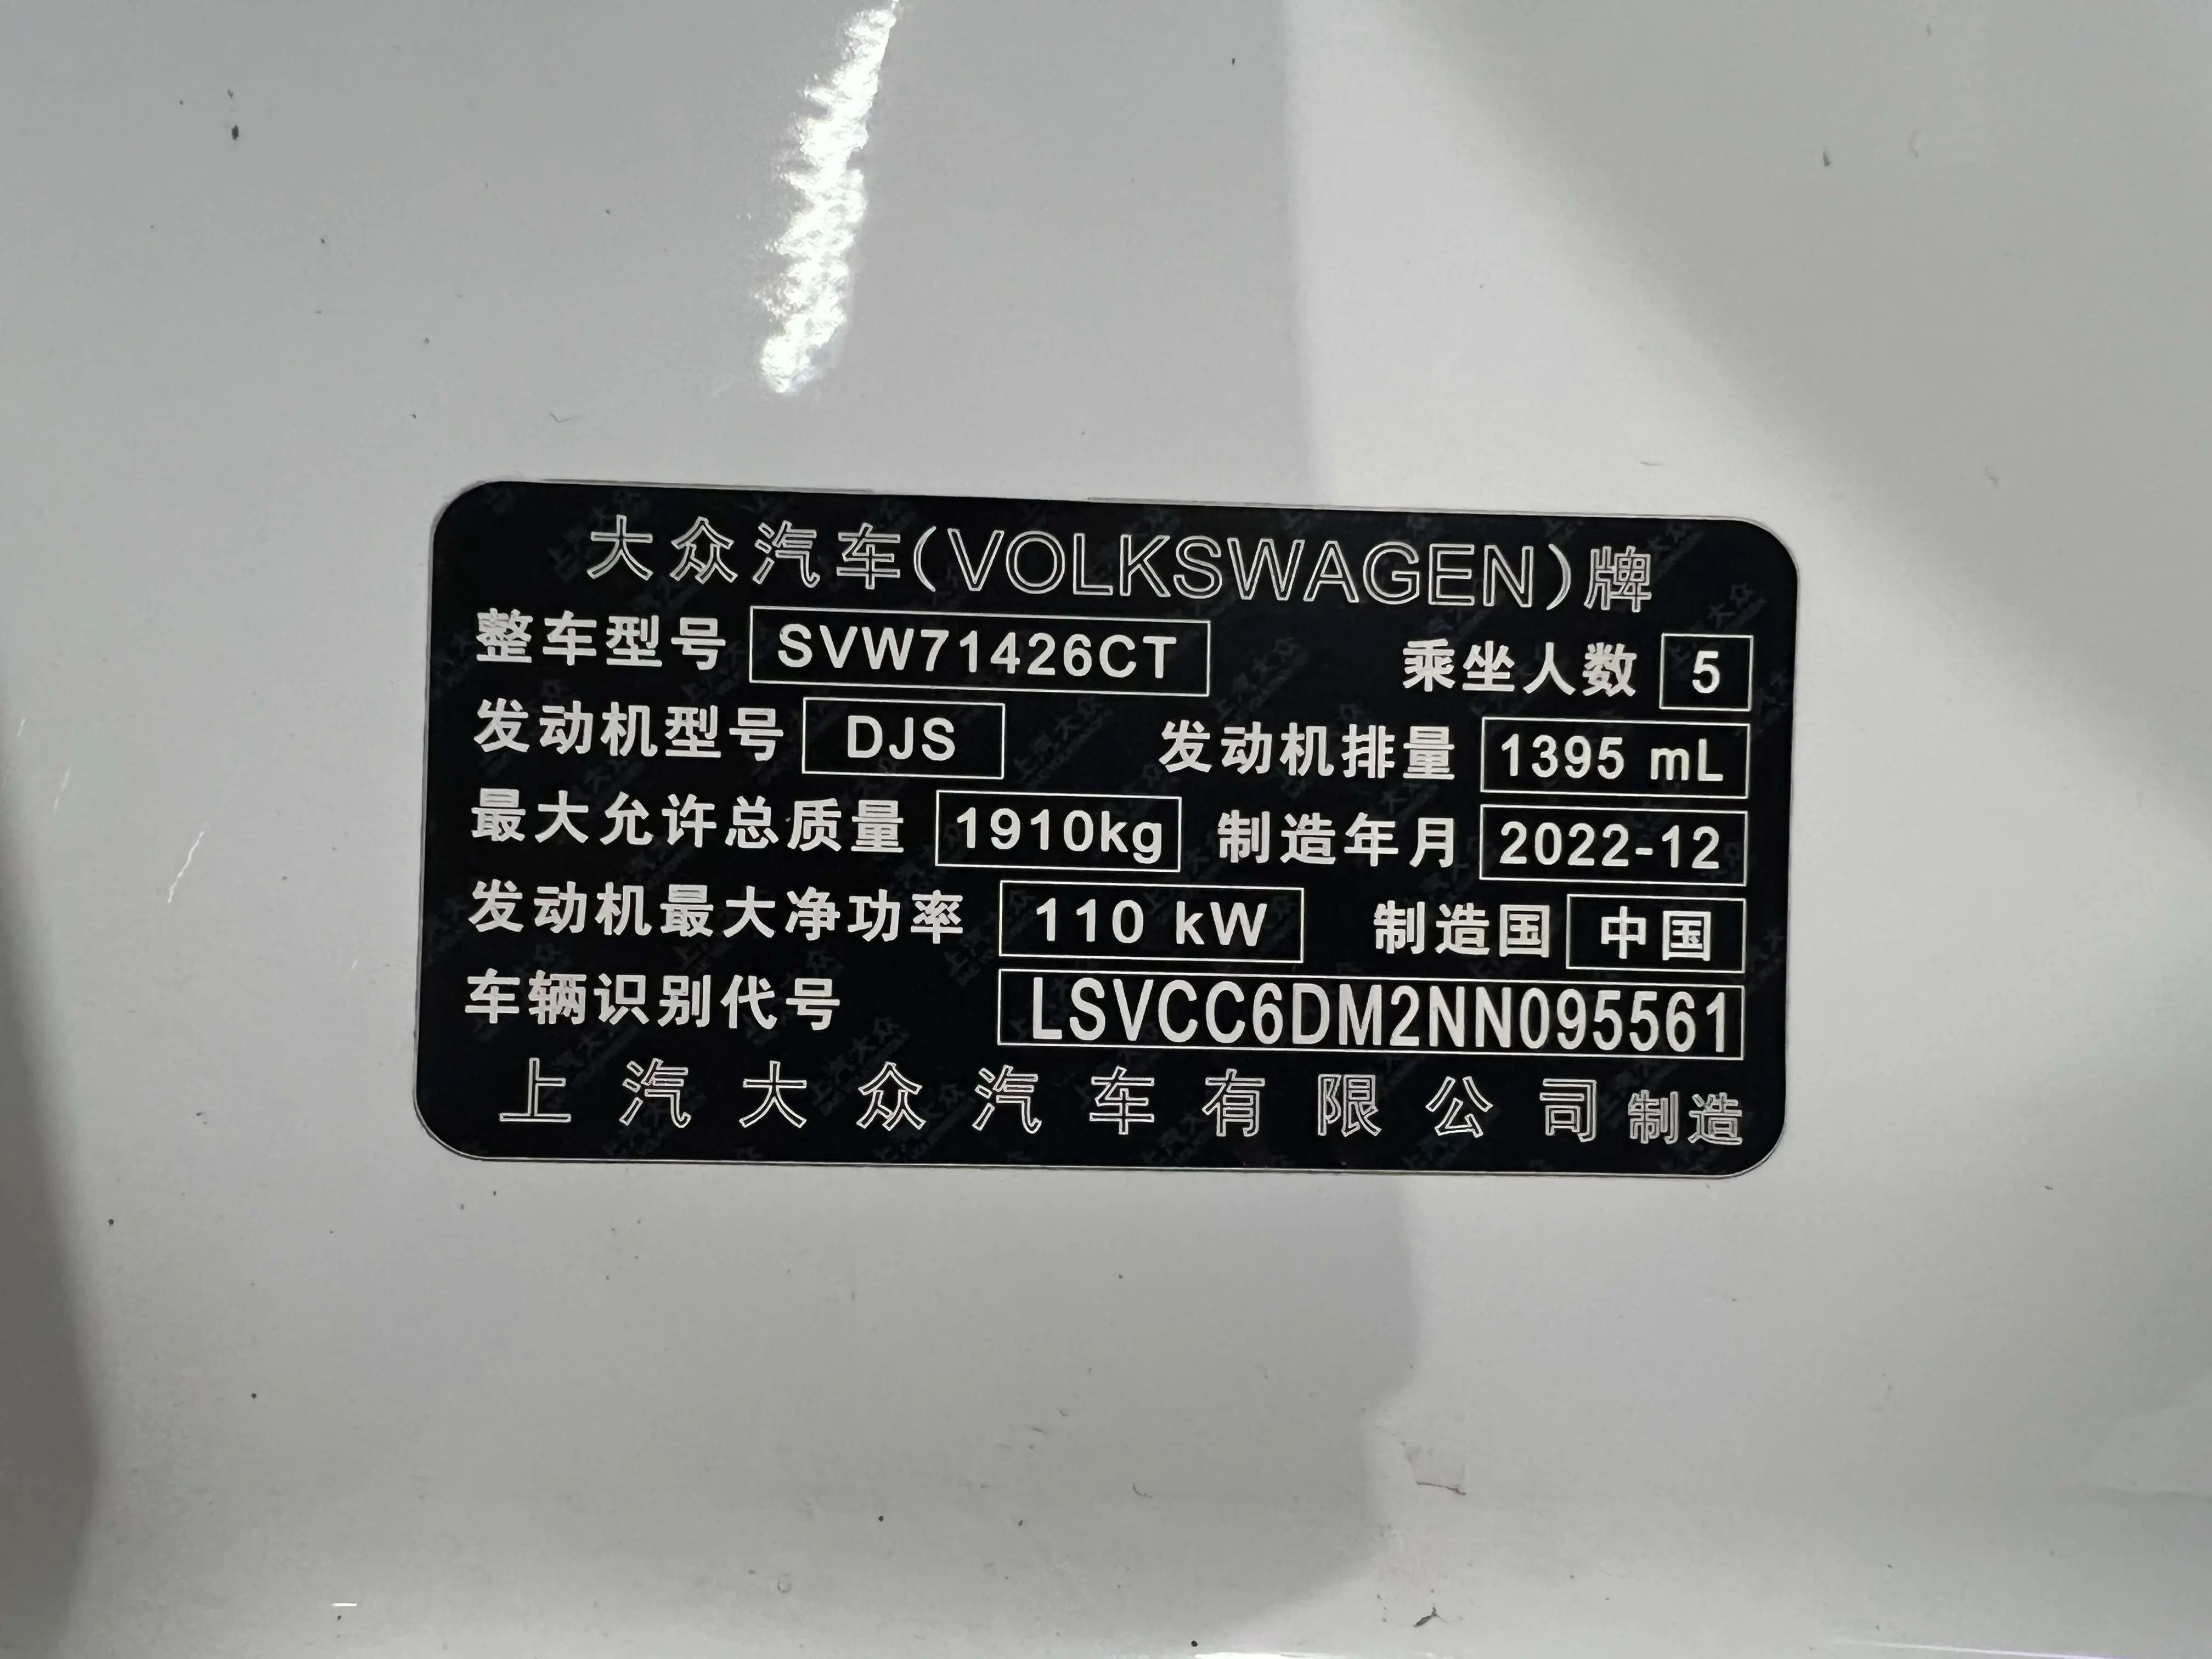 大众汽车(VOLKSWAGEN)牌
整车型号 SVW71426CT 乘坐人数 5
发动机型号 DJS 发动机排量 1395 mL
最大允许总质量 1910kg 制造年月 2022-12
发动机最大净功率 110 kW 制造国 中国
车辆识别代号 LSVCC6DM2NN095561
上汽大众汽车有限公司制造